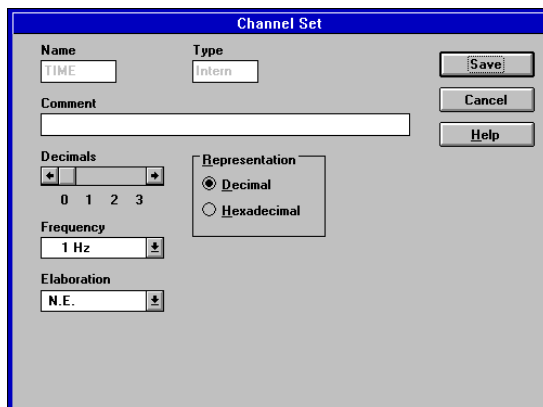 Channel Set
Name
Type
TIME
Intern
Save
Comment
Cancel
Help
Decimals
0 1 2 3
Representation
Decimal
Hexadecimal
Frequency
1 Hz
Elaboration
N.E.